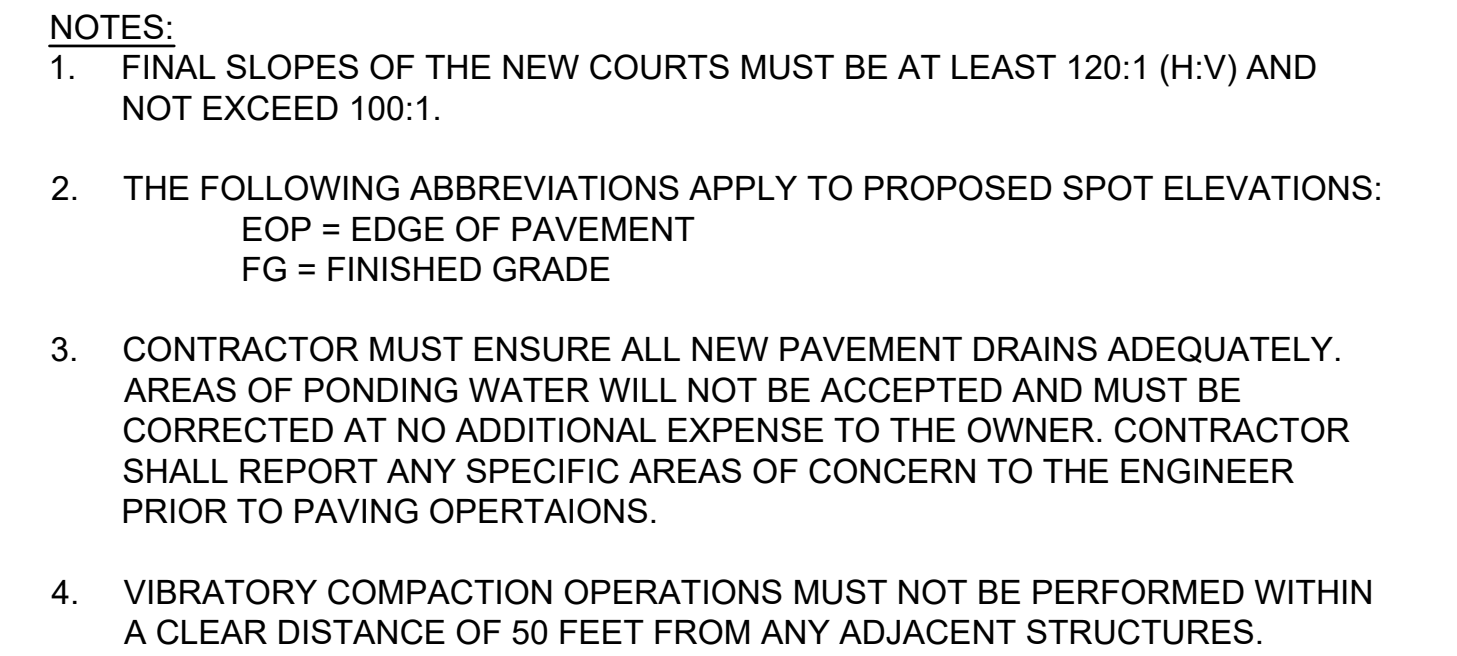 NOTES:
1. FINAL SLOPES OF THE NEW COURTS MUST BE AT LEAST 120:1 (H:V) AND
NOT EXCEED 100:1.
2. THE FOLLOWING ABBREVIATIONS APPLY TO PROPOSED SPOT ELEVATIONS:
EOP = EDGE OF PAVEMENT
FG = FINISHED GRADE
3. CONTRACTOR MUST ENSURE ALL NEW PAVEMENT DRAINS ADEQUATELY.
AREAS OF PONDING WATER WILL NOT BE ACCEPTED AND MUST BE
CORRECTED AT NO ADDITIONAL EXPENSE TO THE OWNER. CONTRACTOR
SHALL REPORT ANY SPECIFIC AREAS OF CONCERN TO THE ENGINEER
PRIOR TO PAVING OPERTAIONS.
4. VIBRATORY COMPACTION OPERATIONS MUST NOT BE PERFORMED WITHIN
A CLEAR DISTANCE OF 50 FEET FROM ANY ADJACENT STRUCTURES.